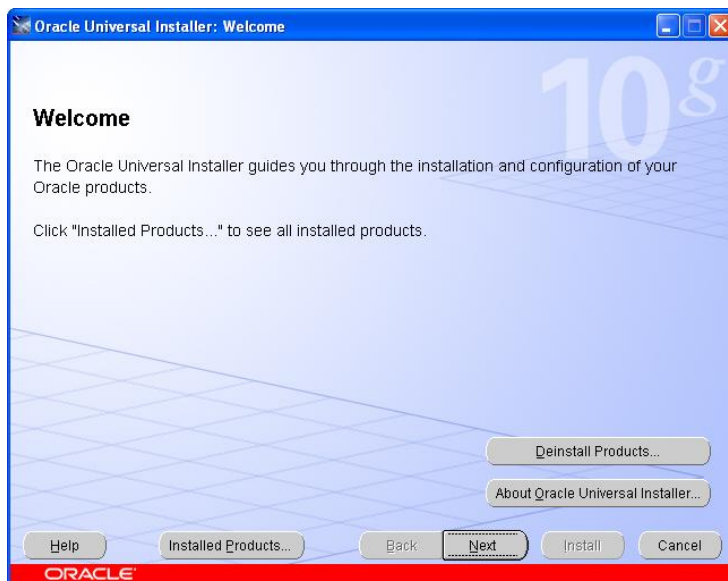 Oracle Universal Installer: Welcome
10g
Welcome
The Oracle Universal Installer guides you through the installation and configuration of your
Oracle products.
Click "Installed Products..." to see all installed products.
Deinstall Products...
About Oracle Universal Installer...
Help
Installed Products...
Back
Next
Install
Cancel
ORACLE